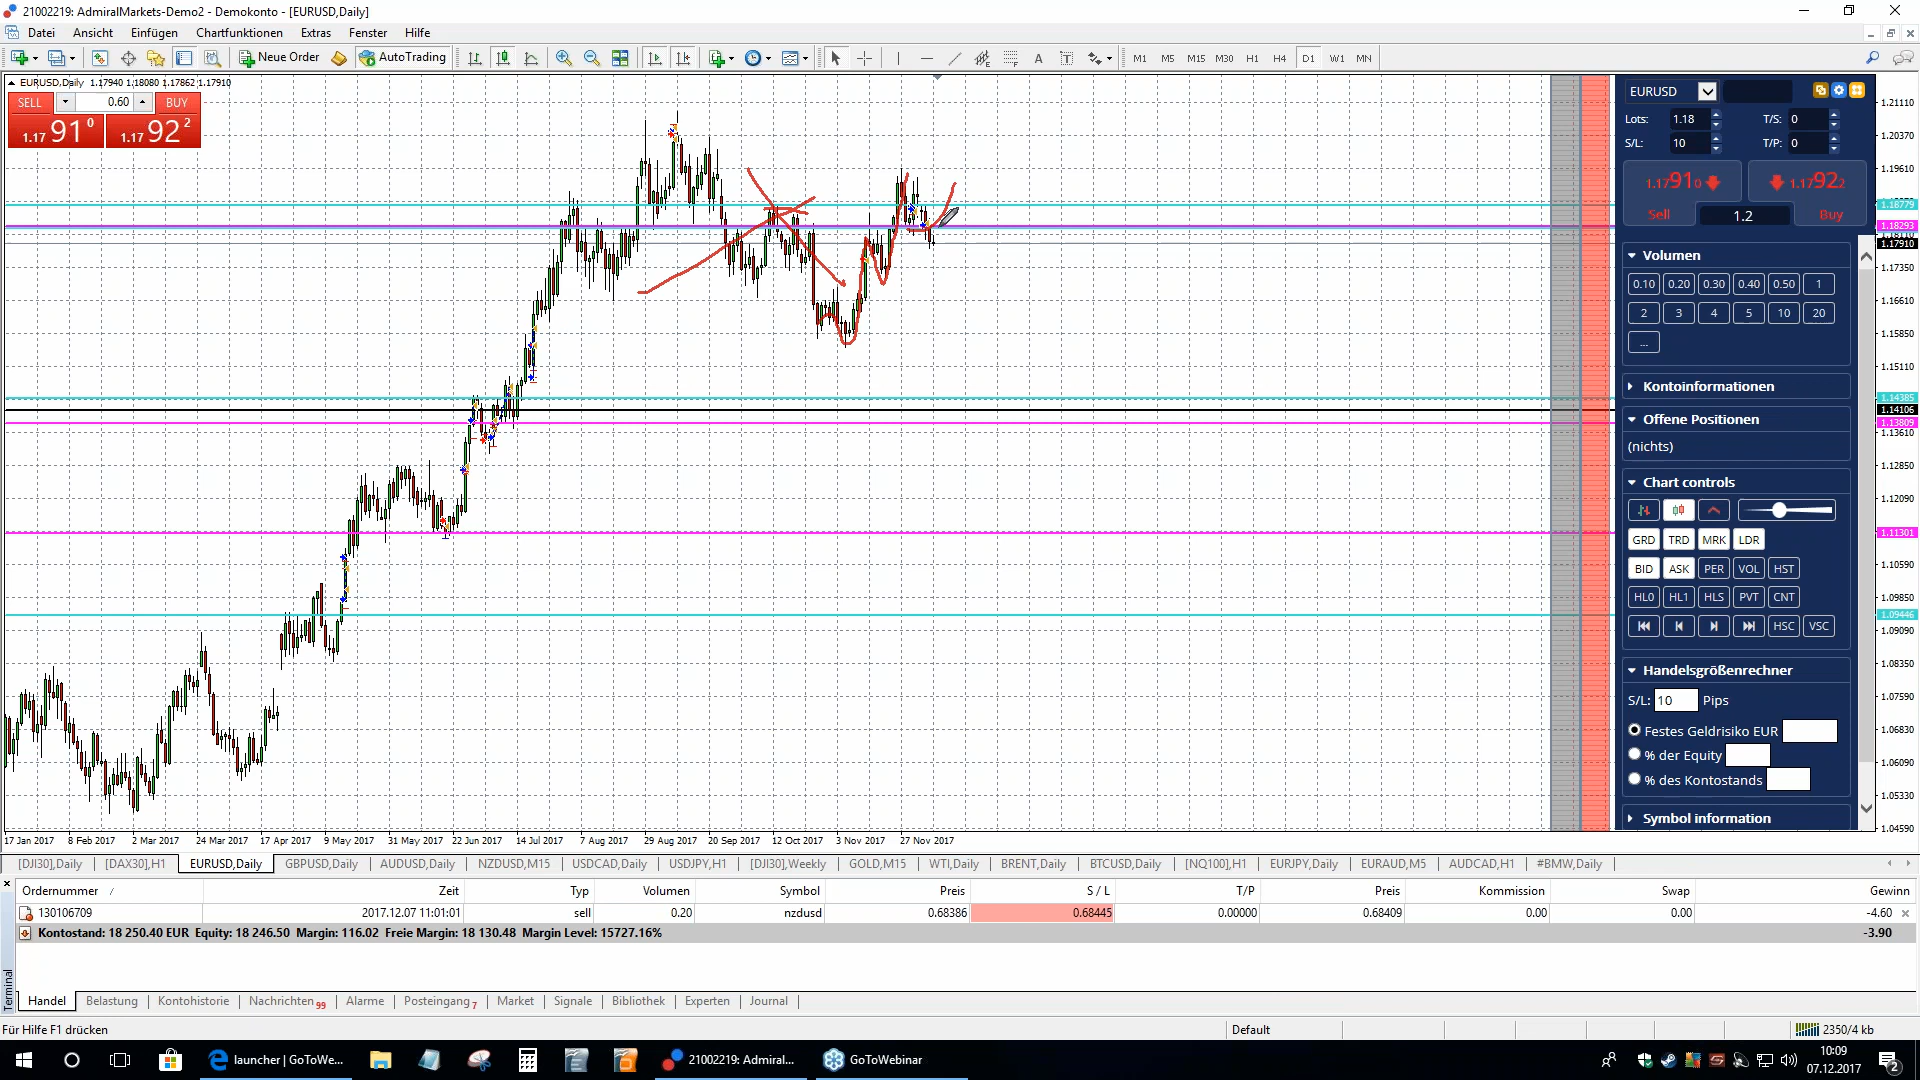 21002219: AdmiralMarkets-Demo2 - Demokonto - [EURUSD,Daily]
Datei Ansicht Einfügen Chartfunktionen Extras Fenster Hilfe
Neue Order AutoTrading A T M1 M5 M15 M30 H1 H4 D1 W1 MN
EURUSD,Daily 1.17940 1.18080 1.17862 1.17910
SELL 0.60 BUY
1.17 91 0 1.17 92 2
1.21110
1.20370
1.19610
1.18779
1.18293
1.17910
1.17350
1.16610
1.15850
1.15110
1.14385
1.14106
1.13809
1.13610
1.12850
1.12090
1.11301
1.10590
1.09850
1.09446
1.09090
1.08350
1.07590
1.06830
1.06090
1.05330
1.04590
EURUSD
Lots: 1.18 T/S: 0
S/L: 10 T/P: 0
1.17910 1.17922
Sell 1.2 Buy
Volumen
0.10 0.20 0.30 0.40 0.50 1
2 3 4 5 10 20
...
Kontoinformationen
Offene Positionen
(nichts)
Chart controls
GRD TRD MRK LDR
BID ASK PER VOL HST
HL0 HL1 HLS PVT CNT
HSC VSC
Handelsgrößenrechner
S/L: 10 Pips
Festes Geldrisiko EUR
% der Equity
% des Kontostands
Symbol information
17 Jan 2017 8 Feb 2017 2 Mar 2017 24 Mar 2017 17 Apr 2017 9 May 2017 31 May 2017 22 Jun 2017 14 Jul 2017 7 Aug 2017 29 Aug 2017 20 Sep 2017 12 Oct 2017 3 Nov 2017 27 Nov 2017
[DJI30],Daily [DAX30],H1 EURUSD,Daily GBPUSD,Daily AUDUSD,Daily NZDUSD,M15 USDCAD,Daily USDJPY,H1 [DJI30],Weekly GOLD,M15 WTI,Daily BRENT,Daily BTCUSD,Daily [NQ100],H1 EURJPY,Daily EURAUD,M5 AUDCAD,H1 #BMW,Daily
Ordernummer / Zeit Typ Volumen Symbol Preis S / L T/P Preis Kommission Swap Gewinn
130106709 2017.12.07 11:01:01 sell 0.20 nzdusd 0.68386 0.68445 0.00000 0.68409 0.00 0.00 -4.60
Kontostand: 18 250.40 EUR Equity: 18 246.50 Margin: 116.02 Freie Margin: 18 130.48 Margin Level: 15727.16% -3.90
Terminal
Handel Belastung Kontohistorie Nachrichten 99 Alarme Posteingang 7 Market Signale Bibliothek Experten Journal
Für Hilfe F1 drücken Default 2350/4 kb
launcher | GoToWe... 21002219: Admiral... GoToWebinar
10:09
07.12.2017
2